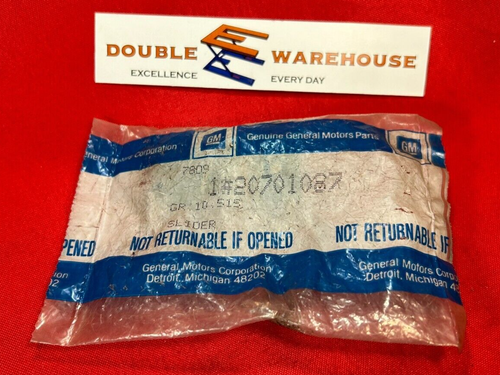 DOUBLE EE WAREHOUSE
EXCELLENCE EVERY DAY
General Motors Corporation GM Genuine General Motors Parts GM
7809
1#20701087
GR 10.515
SLIDER
OPENED NOT RETURNABLE IF OPENED NOT RETURNABLE IF
General Motors Corporation General Motors Co
Detroit, Michigan 48202 Detroit, Michigan